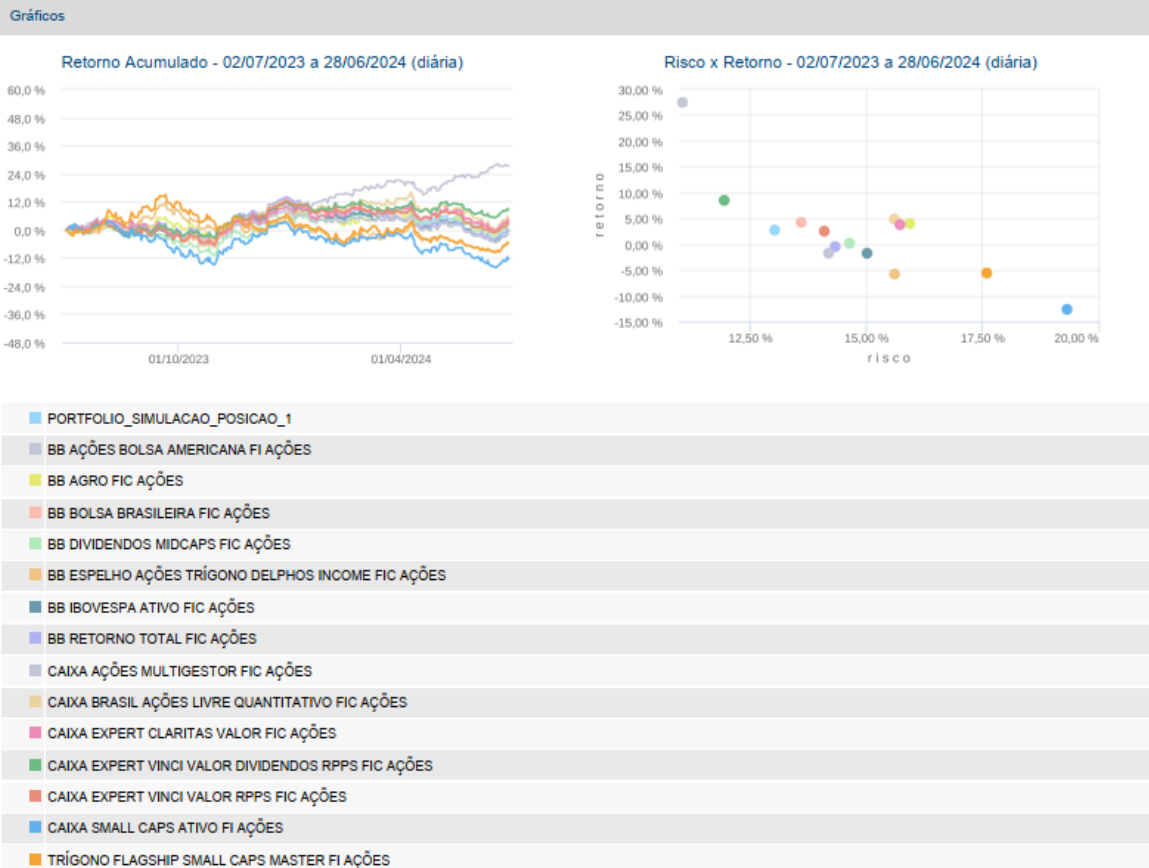 Gráficos
Retorno Acumulado - 02/07/2023 a 28/06/2024 (diária)
60,0 %
48,0 %
36,0 %
24,0 %
12,0 %
0,0 %
-12,0 %
-24,0 %
-36,0 %
-48,0 %
01/10/2023
01/04/2024
Risco x Retorno - 02/07/2023 a 28/06/2024 (diária)
30,00 %
25,00 %
20,00 %
15,00 %
10,00 %
5,00 %
0,00 %
-5,00 %
-10,00 %
-15,00 %
retorno
12,50 %
15,00 %
17,50 %
20,00 %
risco
PORTFOLIO_SIMULACAO_POSICAO_1
BB AÇÕES BOLSA AMERICANA FI AÇÕES
BB AGRO FIC AÇÕES
BB BOLSA BRASILEIRA FIC AÇÕES
BB DIVIDENDOS MIDCAPS FIC AÇÕES
BB ESPELHO AÇÕES TRÍGONO DELPHOS INCOME FIC AÇÕES
BB IBOVESPA ATIVO FIC AÇÕES
BB RETORNO TOTAL FIC AÇÕES
CAIXA AÇÕES MULTIGESTOR FIC AÇÕES
CAIXA BRASIL AÇÕES LIVRE QUANTITATIVO FIC AÇÕES
CAIXA EXPERT CLARITAS VALOR FIC AÇÕES
CAIXA EXPERT VINCI VALOR DIVIDENDOS RPPS FIC AÇÕES
CAIXA EXPERT VINCI VALOR RPPS FIC AÇÕES
CAIXA SMALL CAPS ATIVO FI AÇÕES
TRÍGONO FLAGSHIP SMALL CAPS MASTER FI AÇÕES